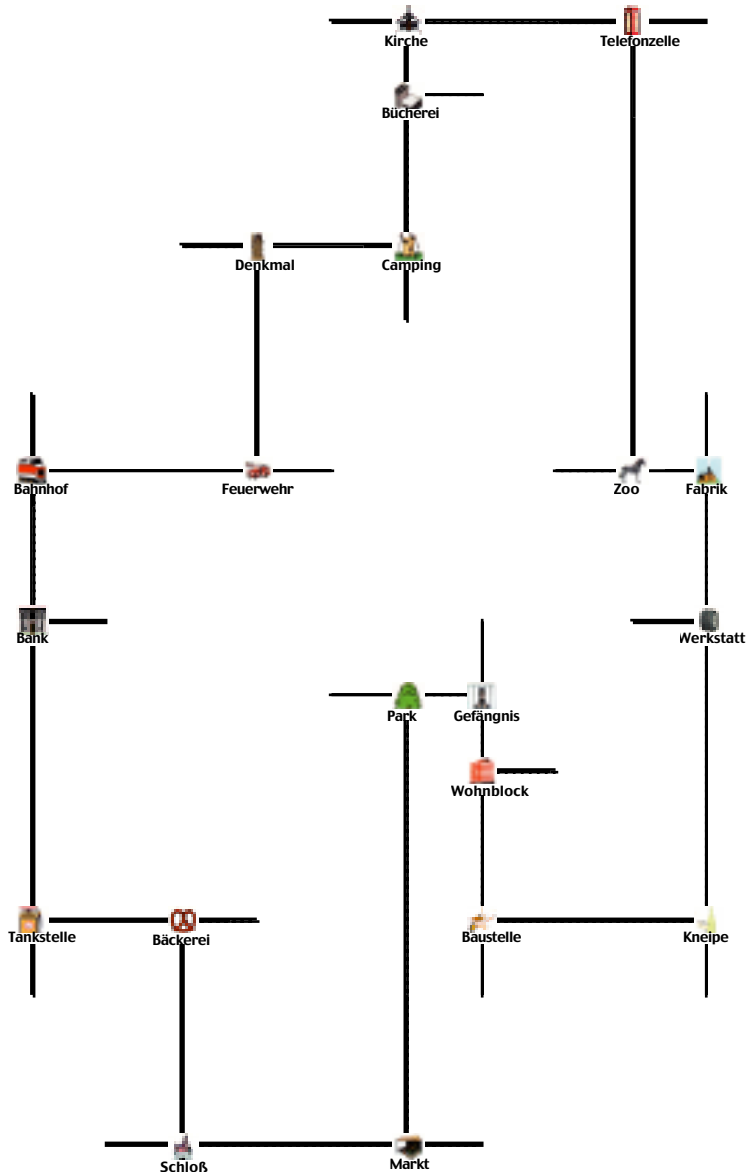 Kirche
Telefonzelle
Bücherei
Denkmal
Camping
Bahnhof
Feuerwehr
Zoo
Fabrik
Bank
Werkstatt
Park
Gefängnis
Wohnblock
Tankstelle
Bäckerei
Baustelle
Kneipe
Schloß
Markt